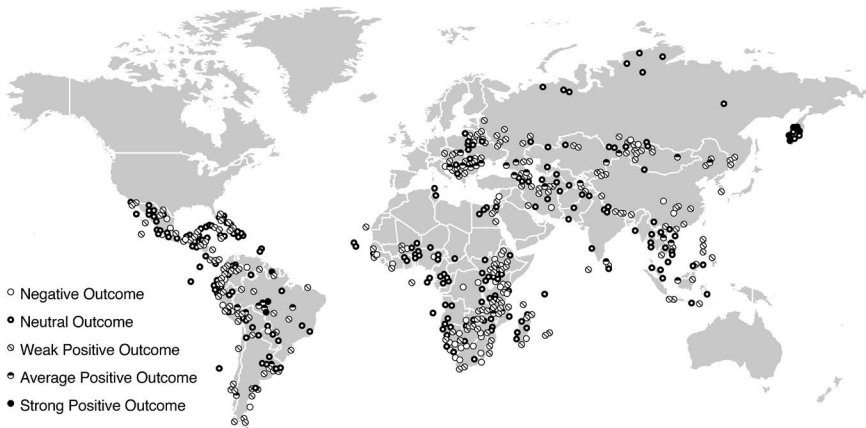 Negative Outcome
Neutral Outcome
Weak Positive Outcome
Average Positive Outcome
Strong Positive Outcome